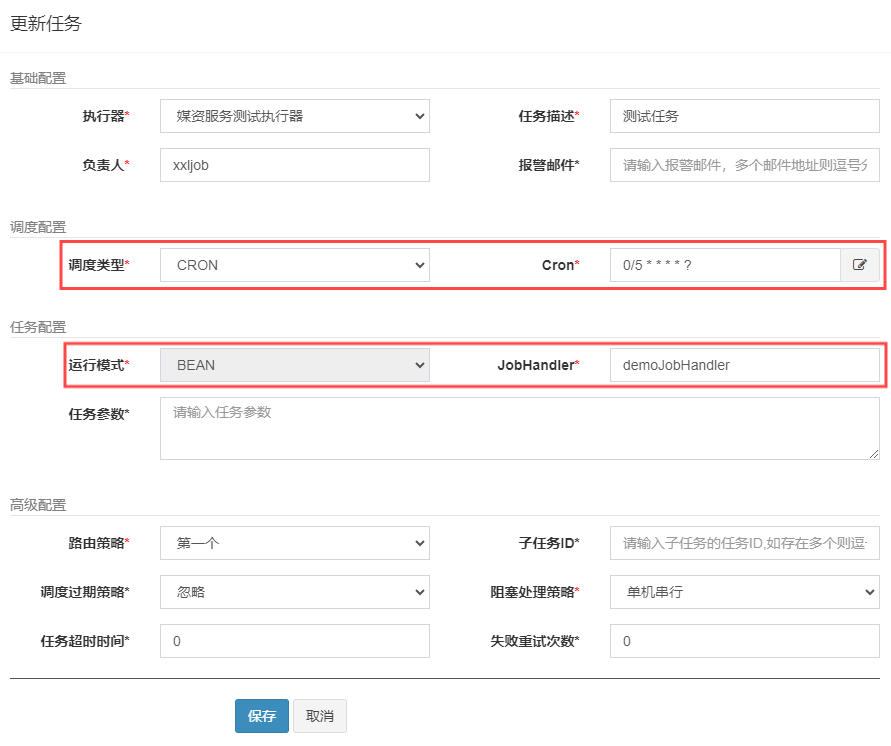 更新任务
基础配置
执行器* 媒资服务测试执行器 任务描述* 测试任务
负责人* xxljob 报警邮件* 请输入报警邮件，多个邮件地址则逗号分
调度配置
调度类型* CRON Cron* 0/5 * * * * ?
任务配置
运行模式* BEAN JobHandler* demoJobHandler
任务参数* 请输入任务参数
高级配置
路由策略* 第一个 子任务ID* 请输入子任务的任务ID,如存在多个则逗
调度过期策略* 忽略 阻塞处理策略* 单机串行
任务超时时间* 0 失败重试次数* 0
保存 取消